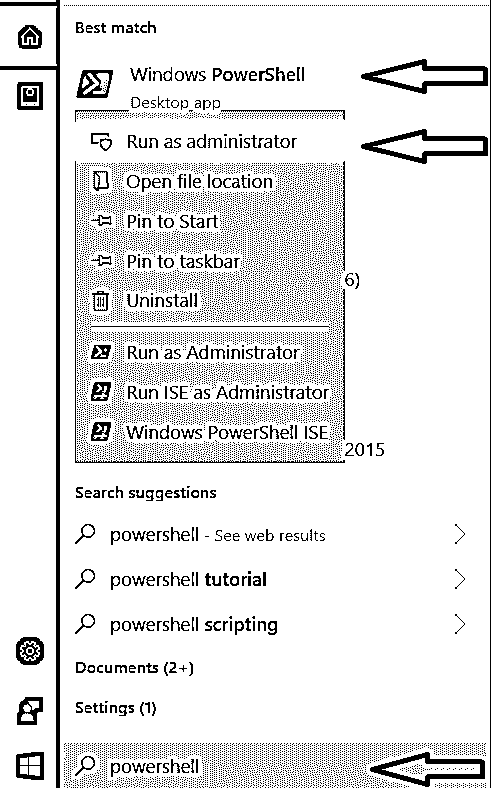 Best match
Windows PowerShell
Desktop app
Run as administrator
Open file location
Pin to Start
Pin to taskbar
6)
Uninstall
Run as Administrator
Run ISE as Administrator
Windows PowerShell ISE
2015
Search suggestions
powershell - See web results
powershell tutorial
powershell scripting
Documents (2+)
Settings (1)
powershell